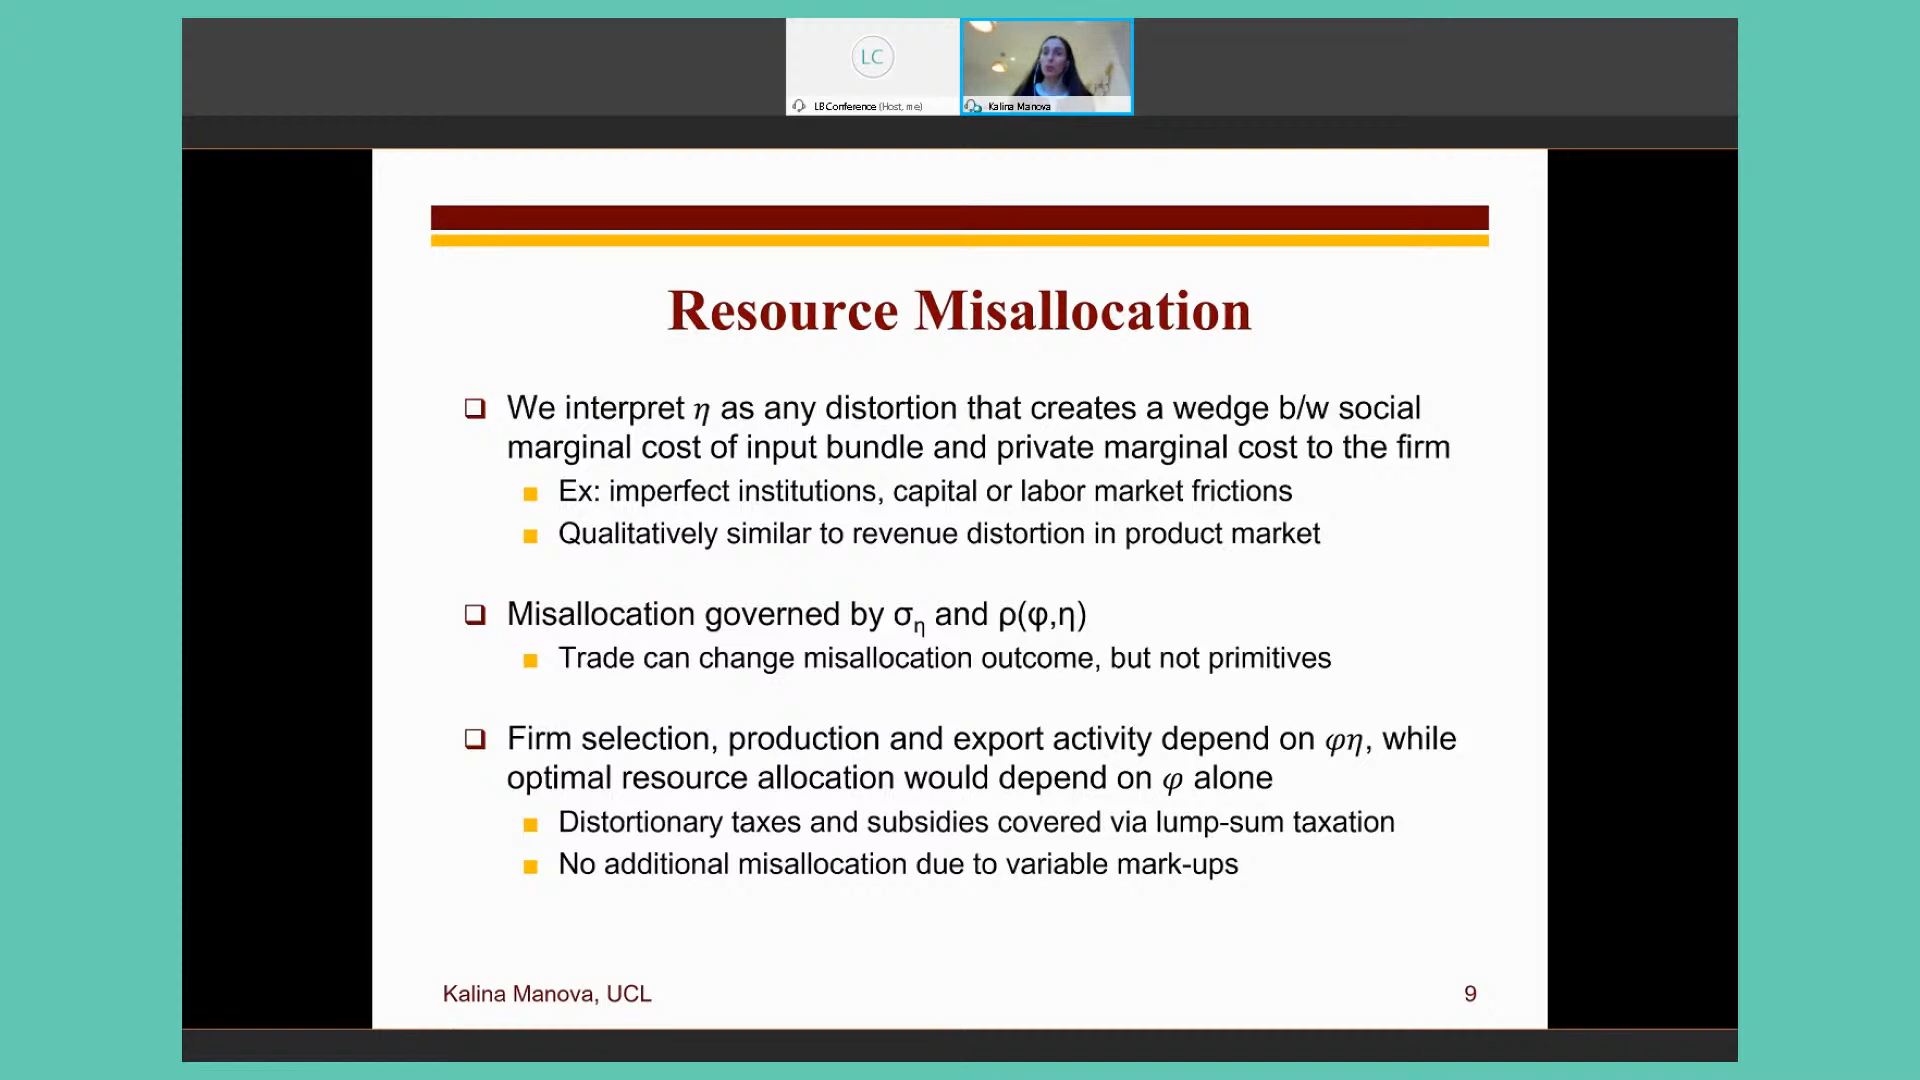 LC
LB Conference (Host, me)
Kalina Manova
Resource Misallocation
We interpret η as any distortion that creates a wedge b/w social
marginal cost of input bundle and private marginal cost to the firm
Ex: imperfect institutions, capital or labor market frictions
Qualitatively similar to revenue distortion in product market
Misallocation governed by σ_η and ρ(φ,η)
Trade can change misallocation outcome, but not primitives
Firm selection, production and export activity depend on φη, while
optimal resource allocation would depend on φ alone
Distortionary taxes and subsidies covered via lump-sum taxation
No additional misallocation due to variable mark-ups
Kalina Manova, UCL
9